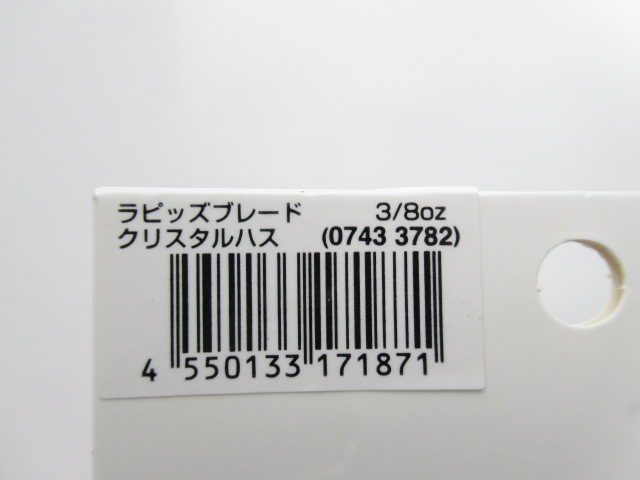 ラピッズブレード 3/8oz
クリスタルハス (0743 3782)
4 550133 171871